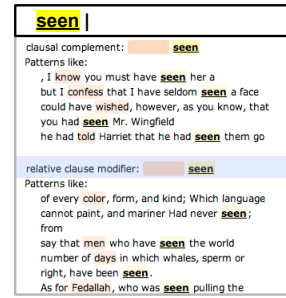 seen |
clausal complement: seen
Patterns like:
, I know you must have seen her a
but I confess that I have seldom seen a face
could have wished, however, as you know, that
you had seen Mr. Wingfield
he had told Harriet that he had seen them go
relative clause modifier: seen
Patterns like:
of every color, form, and kind; Which language
cannot paint, and mariner Had never seen;
from
say that men who have seen the world
number of days in which whales, sperm or
right, have been seen.
As for Fedallah, who was seen pulling the